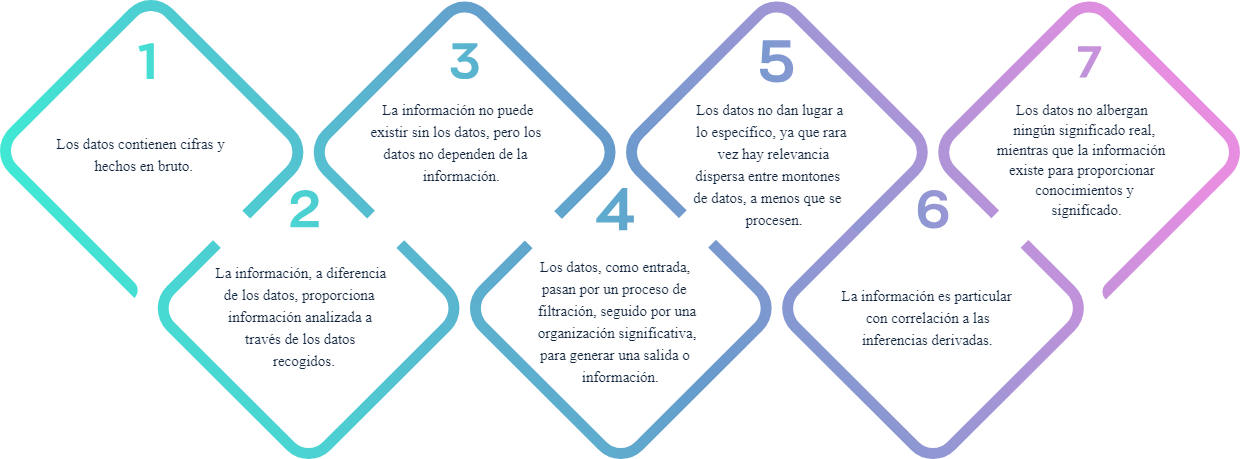 1
Los datos contienen cifras y
hechos en bruto.
2
La información, a diferencia
de los datos, proporciona
información analizada a
través de los datos
recogidos.
3
La información no puede
existir sin los datos, pero los
datos no dependen de la
información.
4
Los datos, como entrada,
pasan por un proceso de
filtración, seguido por una
organización significativa,
para generar una salida o
información.
5
Los datos no dan lugar a
lo específico, ya que rara
vez hay relevancia
dispersa entre montones
de datos, a menos que se
procesen.
6
La información es particular
con correlación a las
inferencias derivadas.
7
Los datos no albergan
ningún significado real,
mientras que la información
existe para proporcionar
conocimientos y
significado.